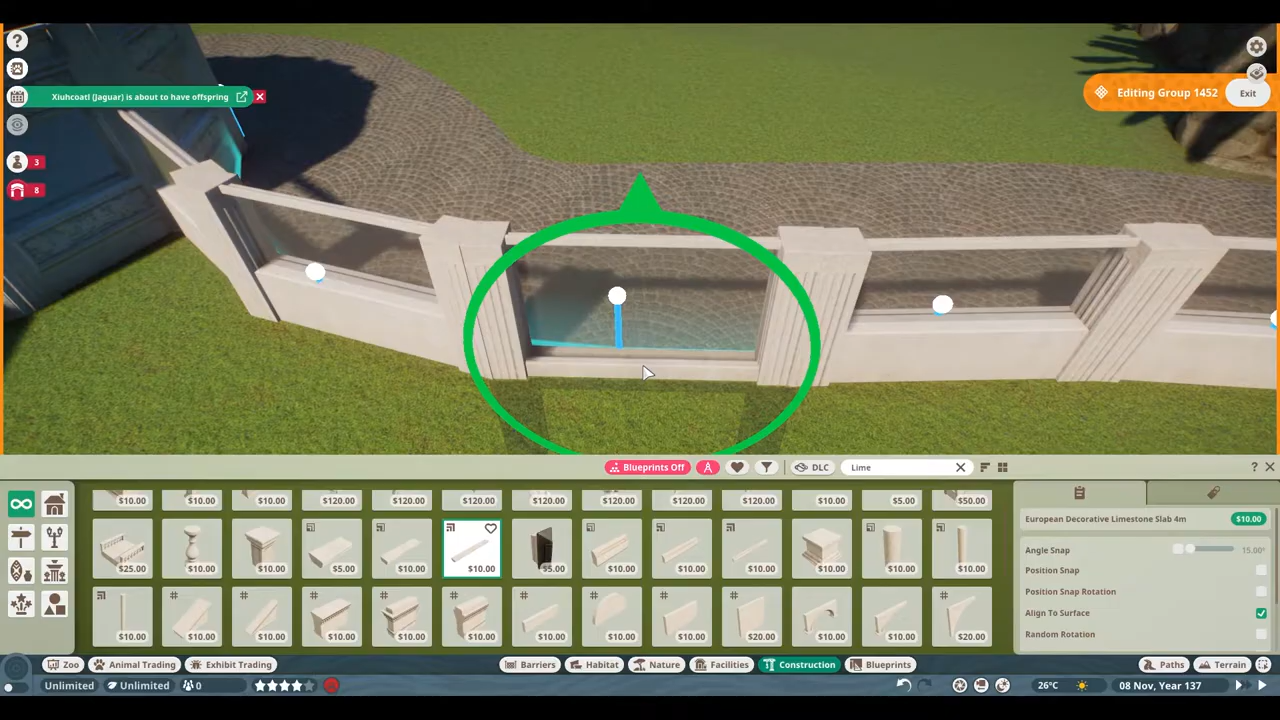 ?
Xiuhcoatl (Jaguar) is about to have offspring
Editing Group 1452
Exit
3
8
Blueprints Off
DLC
Lime
?
$10.00 $10.00 $10.00 $120.00 $120.00 $120.00 $120.00 $120.00 $120.00 $120.00 $10.00 $5.00 $50.00
$25.00 $10.00 $10.00 $5.00 $10.00 $10.00 $5.00 $10.00 $10.00 $10.00 $10.00 $10.00 $10.00
$10.00 $10.00 $10.00 $10.00 $10.00 $10.00 $10.00 $10.00 $10.00 $20.00 $10.00 $10.00 $20.00
European Decorative Limestone Slab 4m $10.00
Angle Snap 15.00°
Position Snap
Position Snap Rotation
Align To Surface
Random Rotation
Zoo Animal Trading Exhibit Trading Barriers Habitat Nature Facilities Construction Blueprints Paths Terrain
Unlimited Unlimited 0 26°C 08 Nov, Year 137